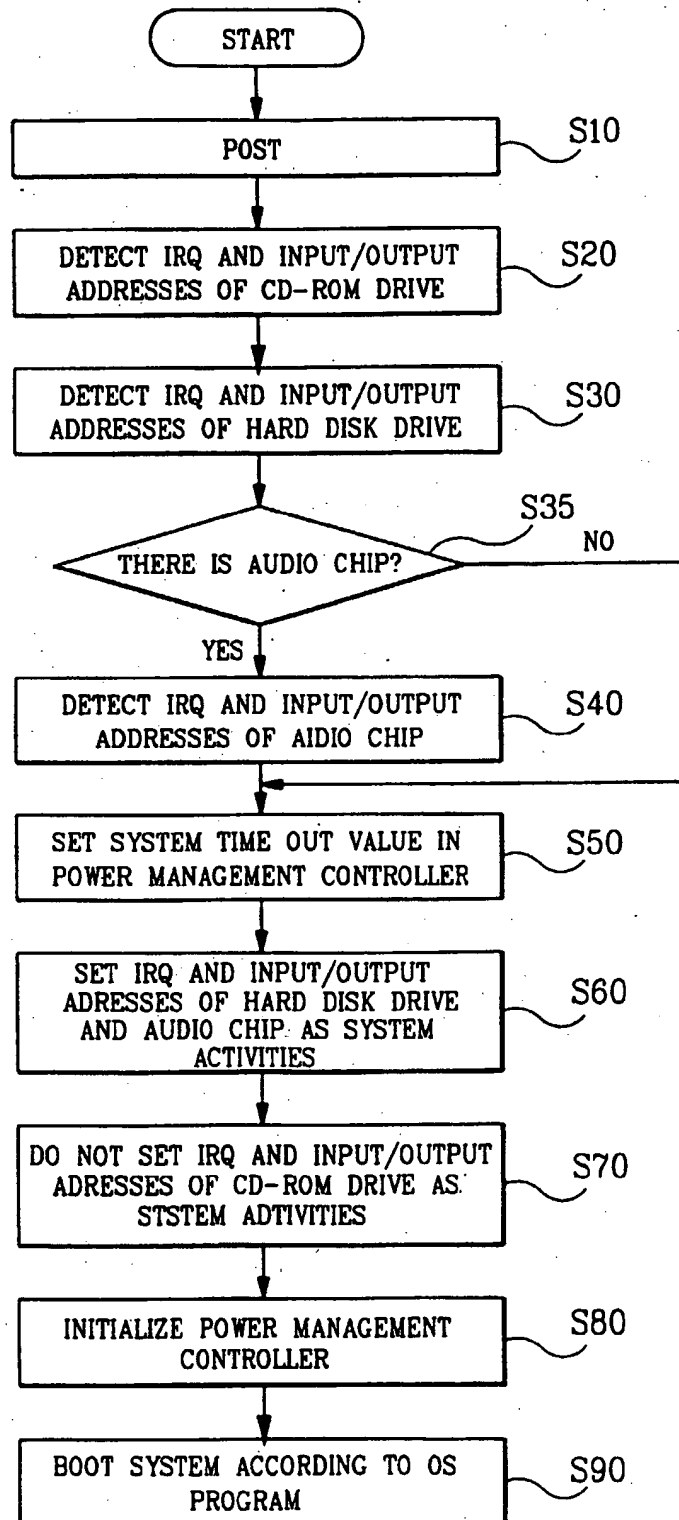 START
POST
S10
DETECT IRQ AND INPUT/OUTPUT
ADDRESSES OF CD-ROM DRIVE
S20
DETECT IRQ AND INPUT/OUTPUT
ADDRESSES OF HARD DISK DRIVE
S30
THERE IS AUDIO CHIP?
S35
NO
YES
DETECT IRQ AND INPUT/OUTPUT
ADDRESSES OF AIDIO CHIP
S40
SET SYSTEM TIME OUT VALUE IN
POWER MANAGEMENT CONTROLLER
S50
SET IRQ AND INPUT/OUTPUT
ADRESSES OF HARD DISK DRIVE
AND AUDIO CHIP AS SYSTEM
ACTIVITIES
S60
DO NOT SET IRQ AND INPUT/OUTPUT
ADRESSES OF CD-ROM DRIVE AS
STSTEM ADTIVITIES
S70
INITIALIZE POWER MANAGEMENT
CONTROLLER
S80
BOOT SYSTEM ACCORDING TO OS
PROGRAM
S90